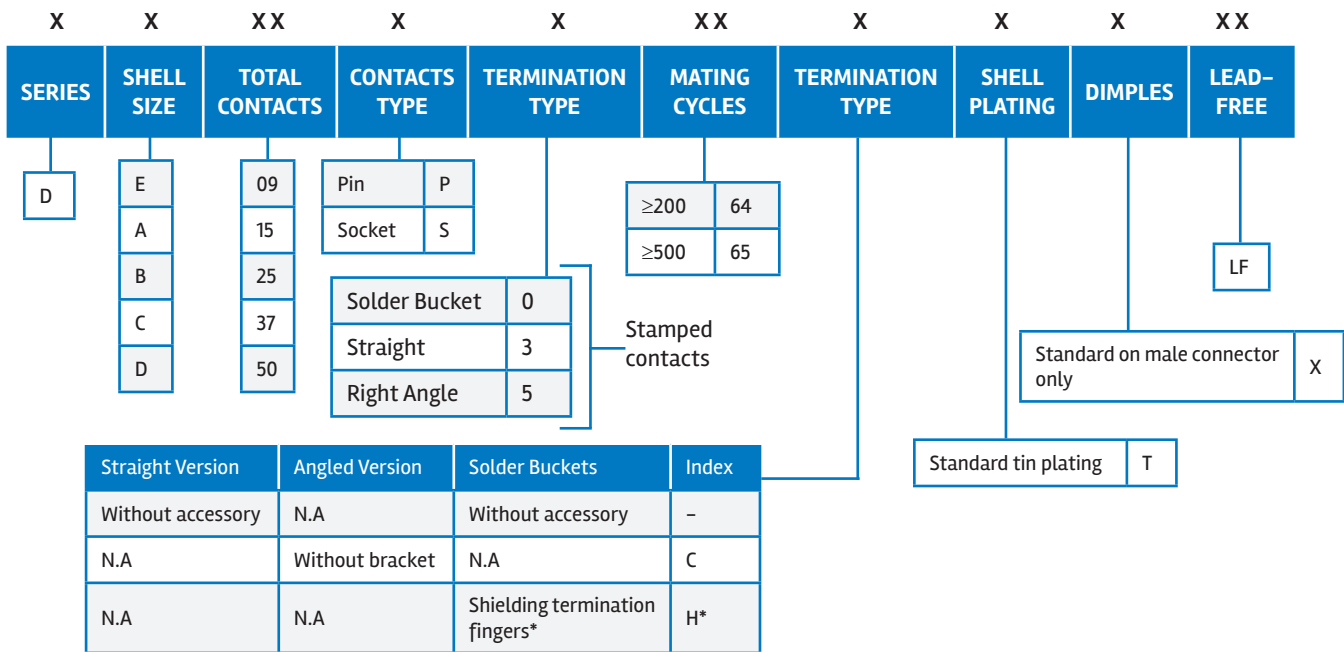 X X XX X X XX X X X XX
SERIES
SHELL
SIZE
TOTAL
CONTACTS
CONTACTS
TYPE
TERMINATION
TYPE
MATING
CYCLES
TERMINATION
TYPE
SHELL
PLATING
DIMPLES
LEAD–
FREE
D
E
A
B
C
D
09
15
25
37
50
Pin P
Socket S
Solder Bucket 0
Straight 3
Right Angle 5
Stamped
contacts
≥200 64
≥500 65
LF
Standard on male connector
only
X
Standard tin plating T
Straight Version Angled Version Solder Buckets Index
Without accessory N.A Without accessory –
N.A Without bracket N.A C
N.A N.A Shielding termination
fingers*
H*